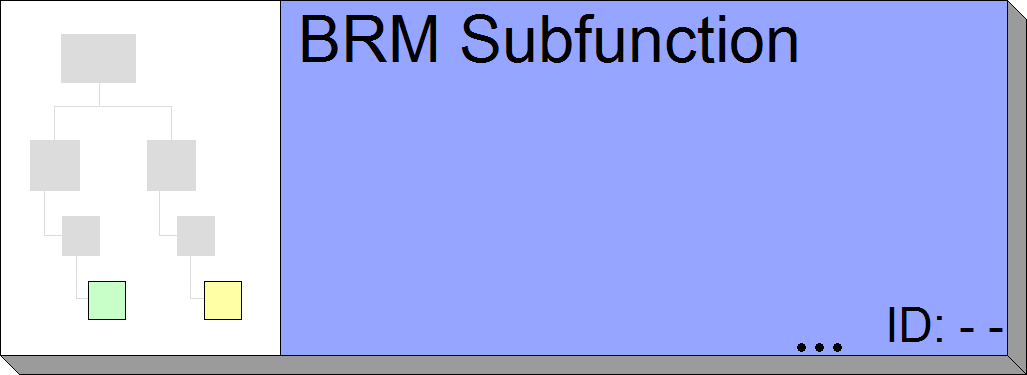 BRM Subfunction
... ID: - -